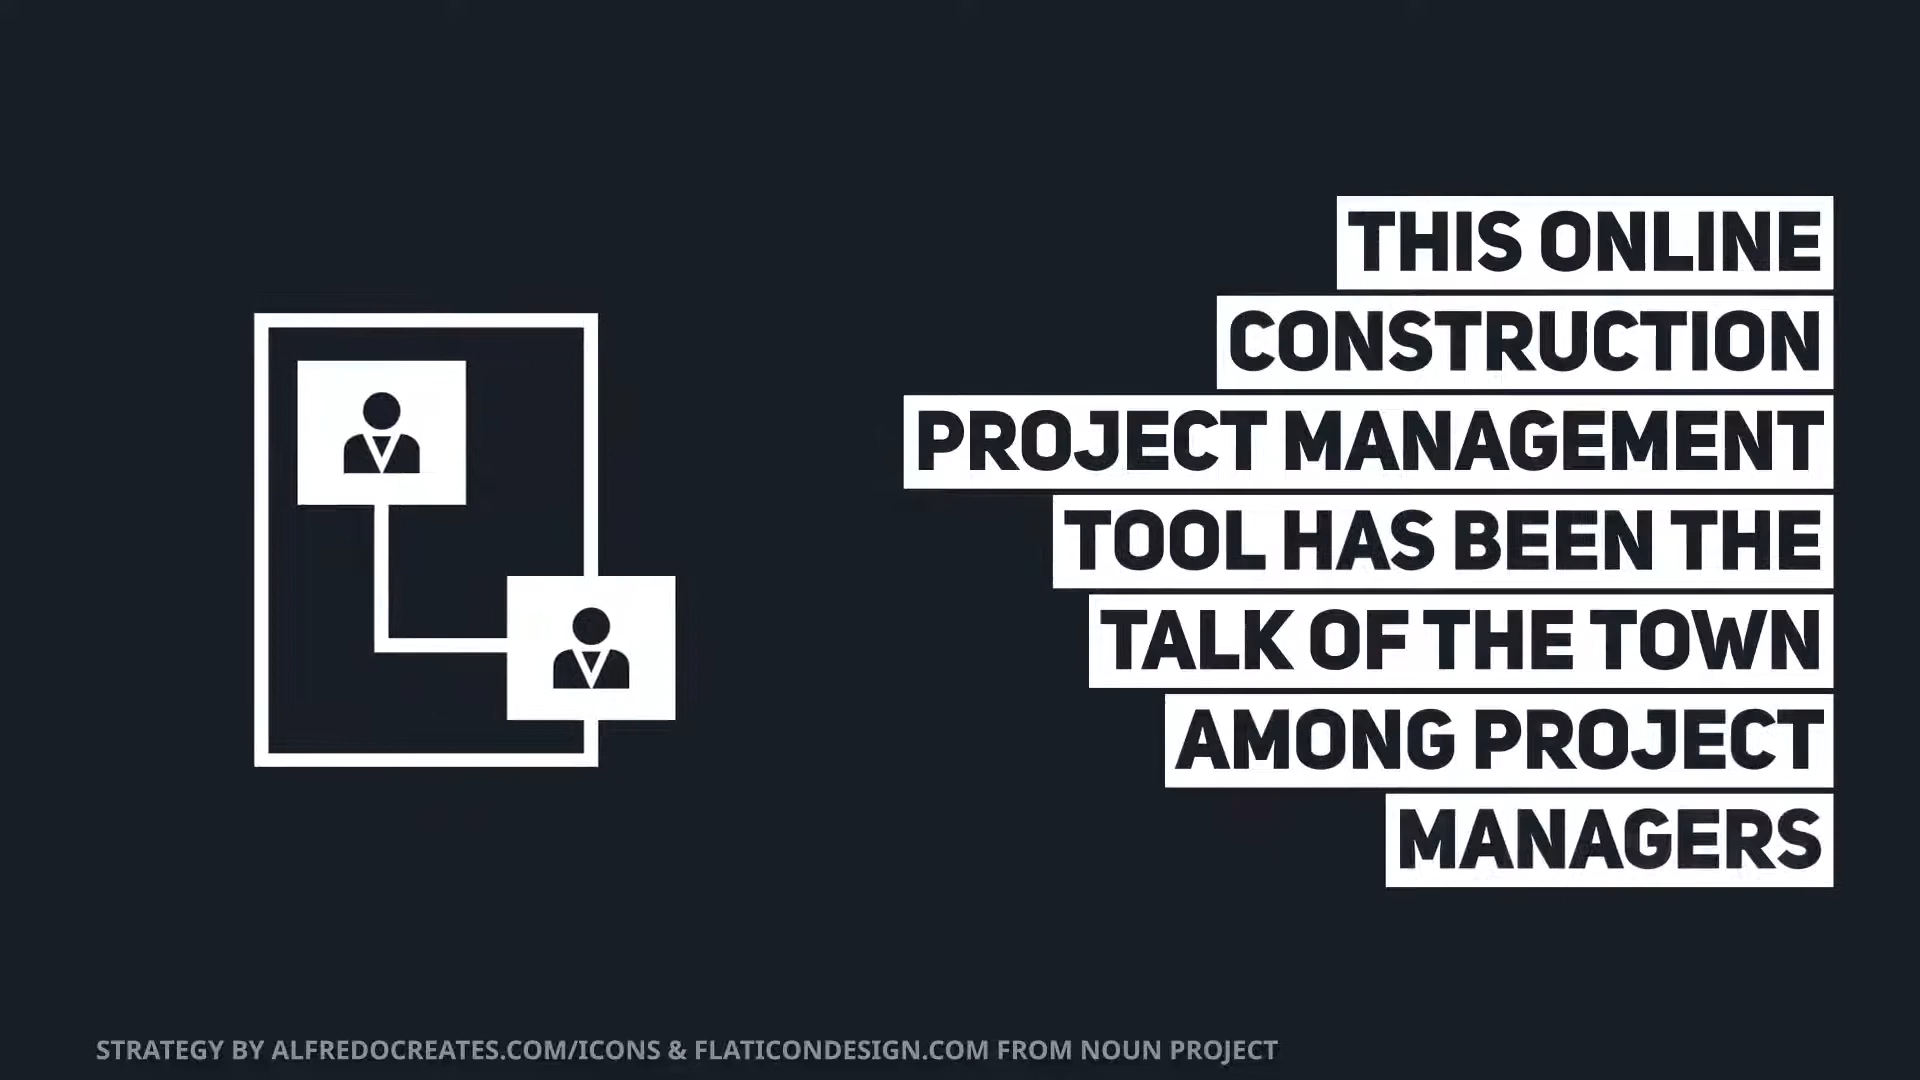 THIS ONLINE
CONSTRUCTION
PROJECT MANAGEMENT
TOOL HAS BEEN THE
TALK OF THE TOWN
AMONG PROJECT
MANAGERS
STRATEGY BY ALFREDOCREATES.COM/ICONS & FLATICONDESIGN.COM FROM NOUN PROJECT